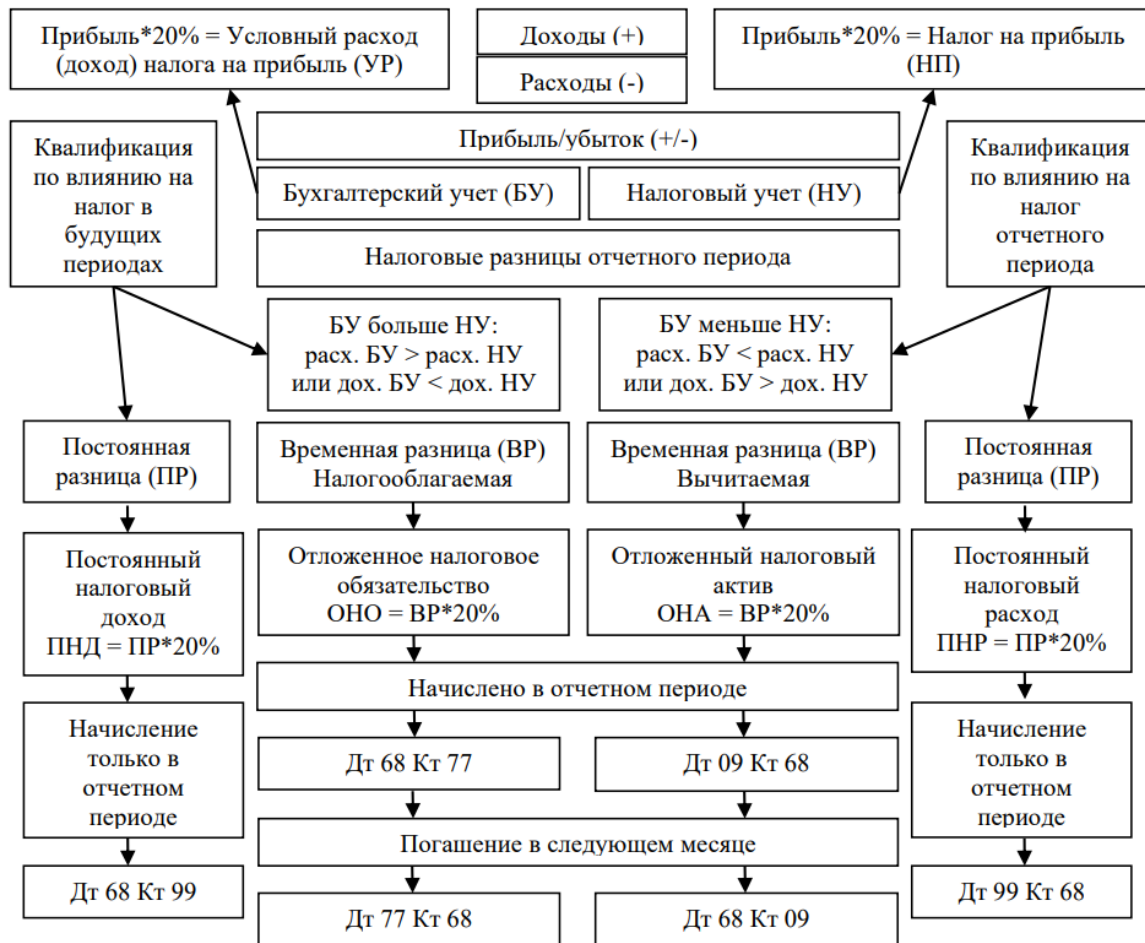 Прибыль*20% = Условный расход
(доход) налога на прибыль (УР)
Доходы (+)
Расходы (-)
Прибыль*20% = Налог на прибыль
(НП)
Квалификация
по влиянию на
налог в
будущих
периодах
Прибыль/убыток (+/-)
Бухгалтерский учет (БУ)
Налоговый учет (НУ)
Налоговые разницы отчетного периода
Квалификация
по влиянию на
налог
отчетного
периода
БУ больше НУ:
расх. БУ > расх. НУ
или дох. БУ < дох. НУ
БУ меньше НУ:
расх. БУ < расх. НУ
или дох. БУ > дох. НУ
Постоянная
разница (ПР)
Временная разница (ВР)
Налогооблагаемая
Временная разница (ВР)
Вычитаемая
Постоянная
разница (ПР)
Постоянный
налоговый
доход
ПНД = ПР*20%
Отложенное налоговое
обязательство
ОНО = ВР*20%
Отложенный налоговый
актив
ОНА = ВР*20%
Постоянный
налоговый
расход
ПНР = ПР*20%
Начислено в отчетном периоде
Начисление
только в
отчетном
периоде
Дт 68 Кт 77
Дт 09 Кт 68
Начисление
только в
отчетном
периоде
Погашение в следующем месяце
Дт 68 Кт 99
Дт 77 Кт 68
Дт 68 Кт 09
Дт 99 Кт 68